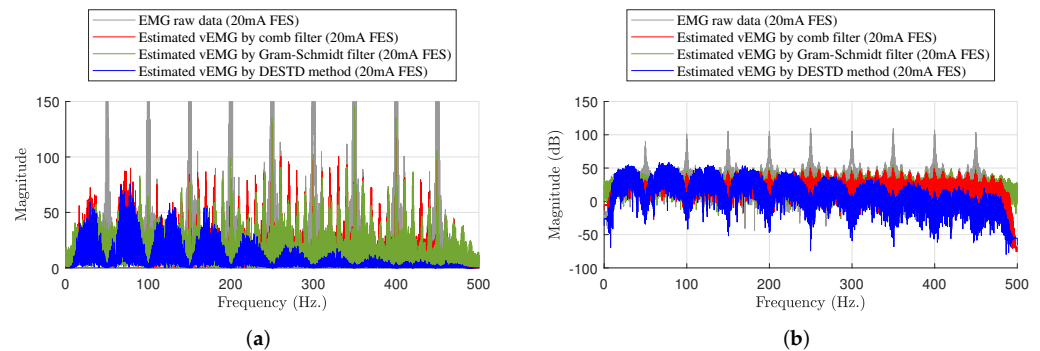 EMG raw data (20mA FES)
Estimated vEMG by comb filter (20mA FES)
Estimated vEMG by Gram-Schmidt filter (20mA FES)
Estimated vEMG by DESTD method (20mA FES)
150
100
50
0
Magnitude
0 100 200 300 400 500
Frequency (Hz.)
(a)
EMG raw data (20mA FES)
Estimated vEMG by comb filter (20mA FES)
Estimated vEMG by Gram-Schmidt filter (20mA FES)
Estimated vEMG by DESTD method (20mA FES)
150
100
50
0
-50
-100
Magnitude (dB)
0 100 200 300 400 500
Frequency (Hz.)
(b)